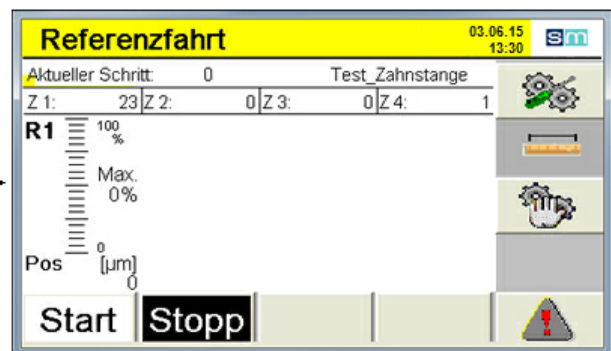 Referenzfahrt
03.06.15
13:30
sm
Aktueller Schritt: 0 Test_Zahnstange
Z 1: 23 Z 2: 0 Z 3: 0 Z 4: 1
R1 100
%
Max.
0%
0
Pos [µm]
0
Start Stopp